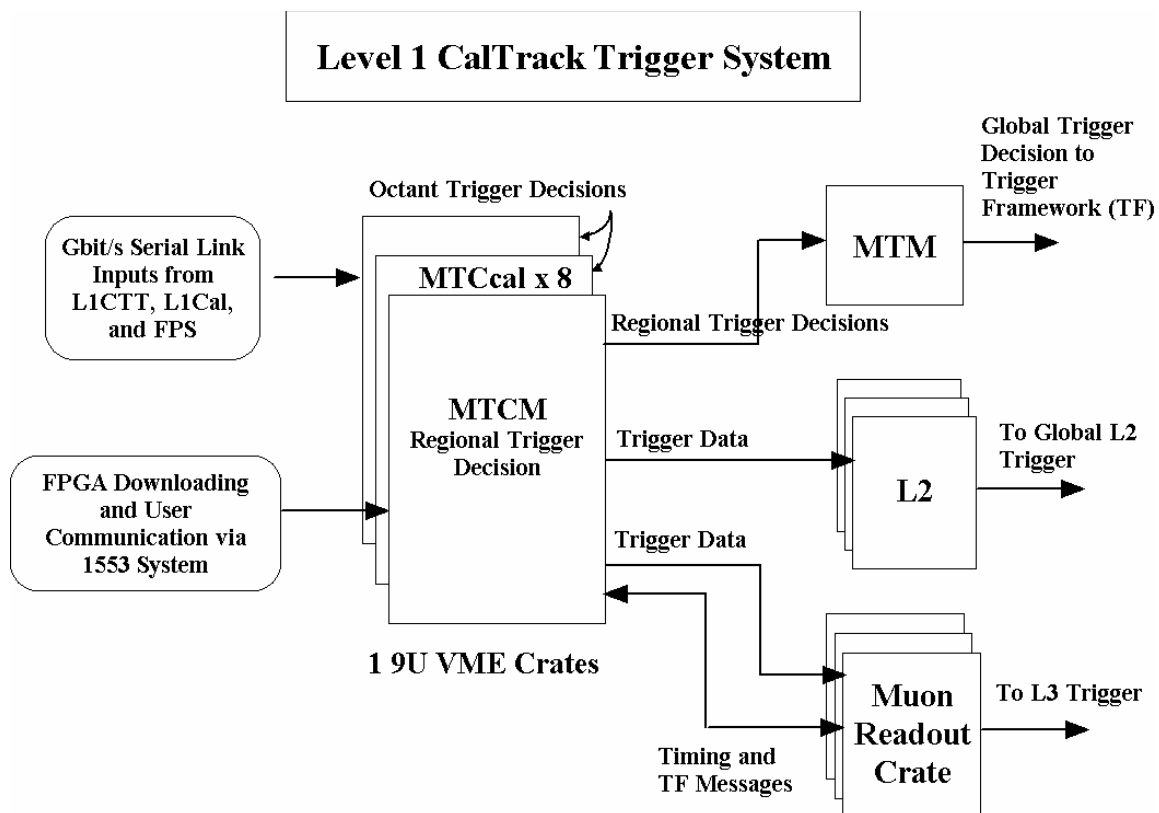 Level 1 CalTrack Trigger System
Global Trigger
Decision to
Trigger
Framework (TF)
Octant Trigger Decisions
Gbit/s Serial Link
Inputs from
L1CTT, L1Cal,
and FPS
MTCcal x 8
MTM
Regional Trigger Decisions
MTCM
Regional Trigger
Decision
Trigger Data
L2
To Global L2
Trigger
FPGA Downloading
and User
Communication via
1553 System
Trigger Data
1 9U VME Crates
Timing and
TF Messages
Muon
Readout
Crate
To L3 Trigger